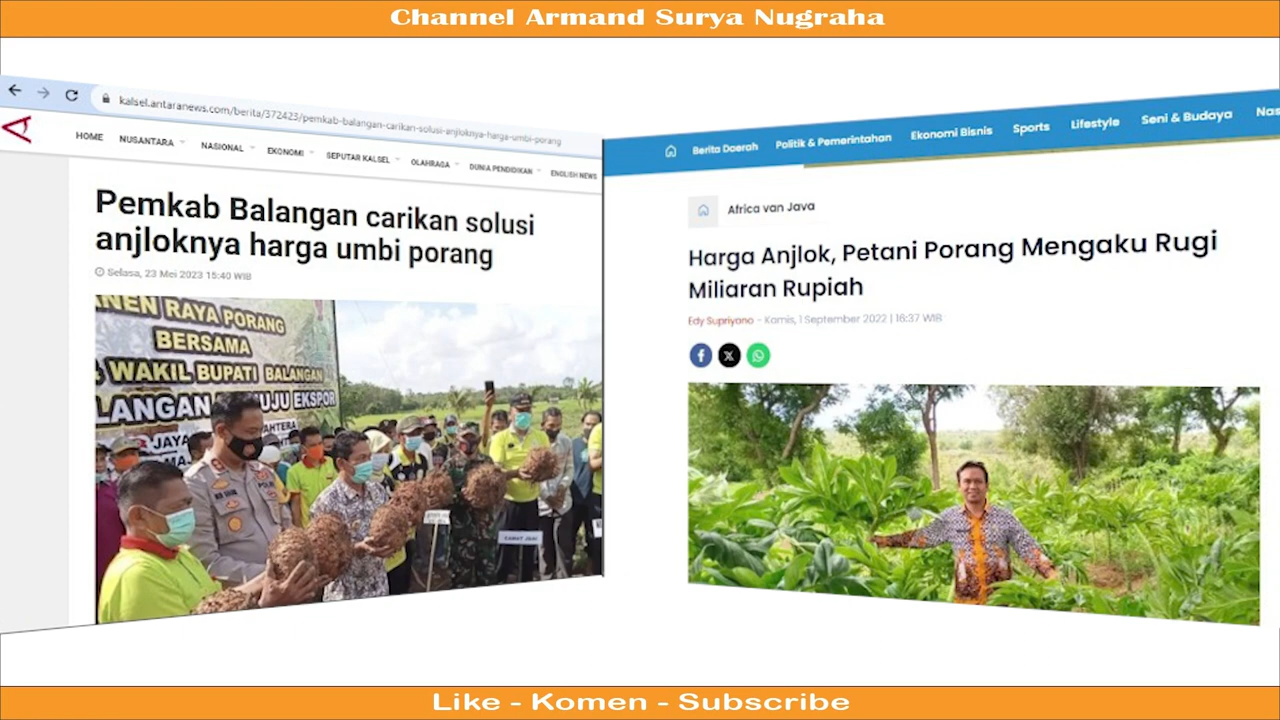 Channel Armand Surya Nugraha
kalsel.antaranews.com/berita/372423/pemkab-balangan-carikan-solusi-anjloknya-harga-umbi-porang
HOME NUSANTARA NASIONAL EKONOMI SEPUTAR KALSEL OLAHRAGA DUNIA PENDIDIKAN ENGLISH NEWS
Pemkab Balangan carikan solusi
anjloknya harga umbi porang
Selasa, 23 Mei 2023 15:40 WIB
ANEN RAYA PORANG
BERSAMA
& WAKIL BUPATI BALANGAN
LANGAN MENUJU EKSPOR
Berita Daerah Politik & Pemerintahan Ekonomi Bisnis Sports Lifestyle Seni & Budaya Nas
Africa van Java
Harga Anjlok, Petani Porang Mengaku Rugi
Miliaran Rupiah
Edy Supriyano - Kamis, 1 September 2022 | 16:37 WIB
Like - Komen - Subscribe